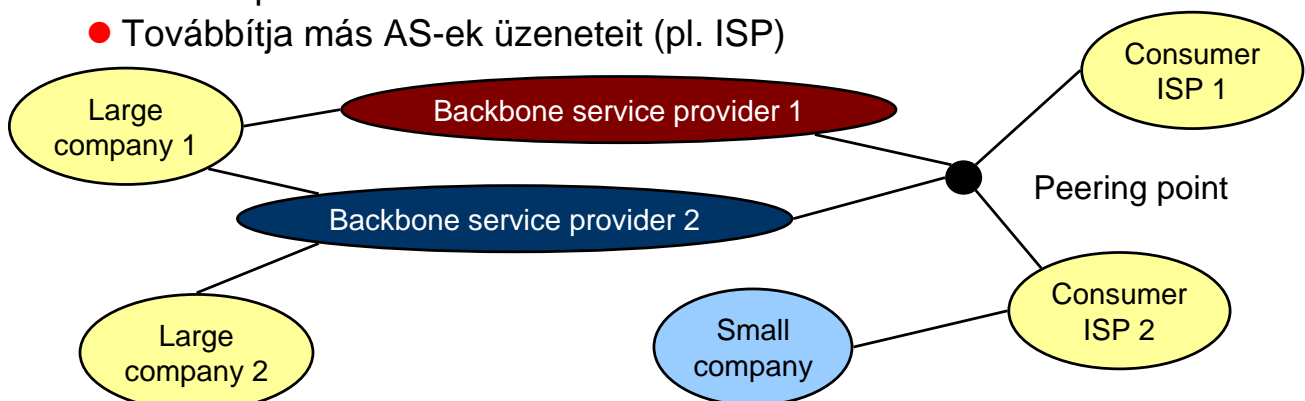 Továbbítja más AS-ek üzeneteit (pl. ISP)
Consumer
ISP 1
Large
company 1
Backbone service provider 1
Peering point
Backbone service provider 2
Consumer
ISP 2
Small
company
Large
company 2